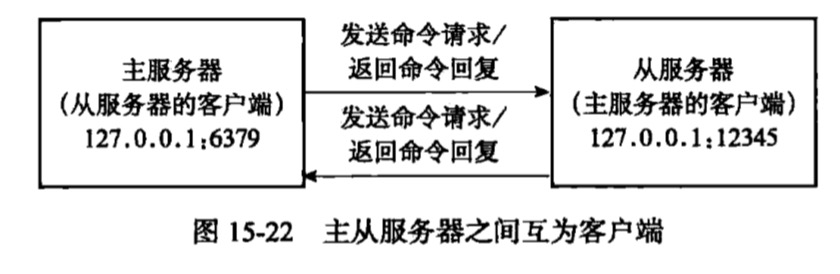 主服务器
(从服务器的客户端)
127.0.0.1:6379
发送命令请求/
返回命令回复
发送命令请求/
返回命令回复
从服务器
(主服务器的客户端)
127.0.0.1:12345
图 15-22 主从服务器之间互为客户端